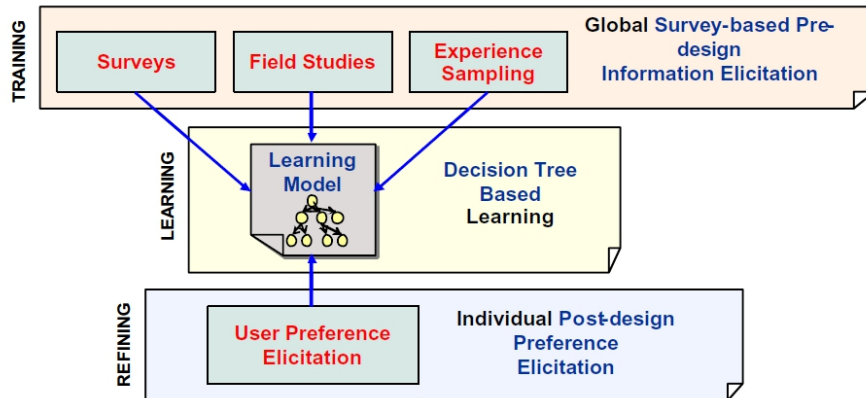 TRAINING
Surveys
Field Studies
Experience
Sampling
Global Survey-based Pre-
design
Information Elicitation
LEARNING
Learning
Model
Decision Tree
Based
Learning
REFINING
User Preference
Elicitation
Individual Post-design
Preference
Elicitation